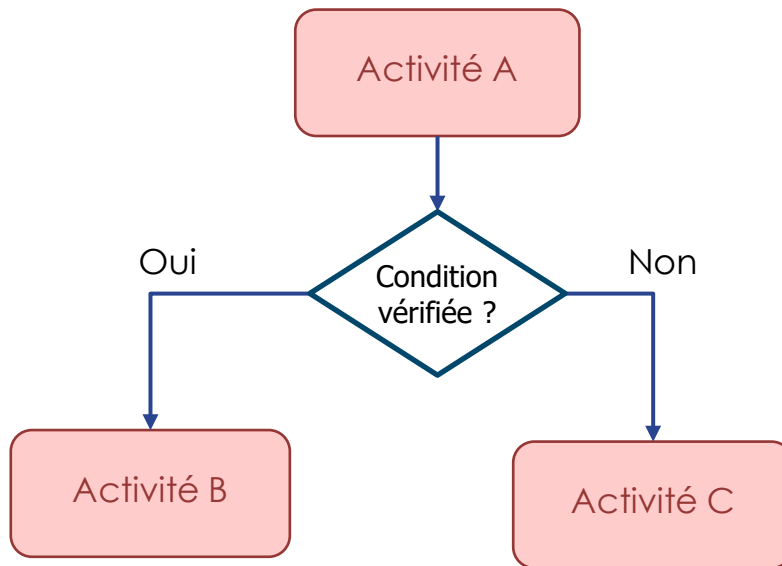 Activité A
Oui
Non
Condition
vérifiée ?
Activité B
Activité C